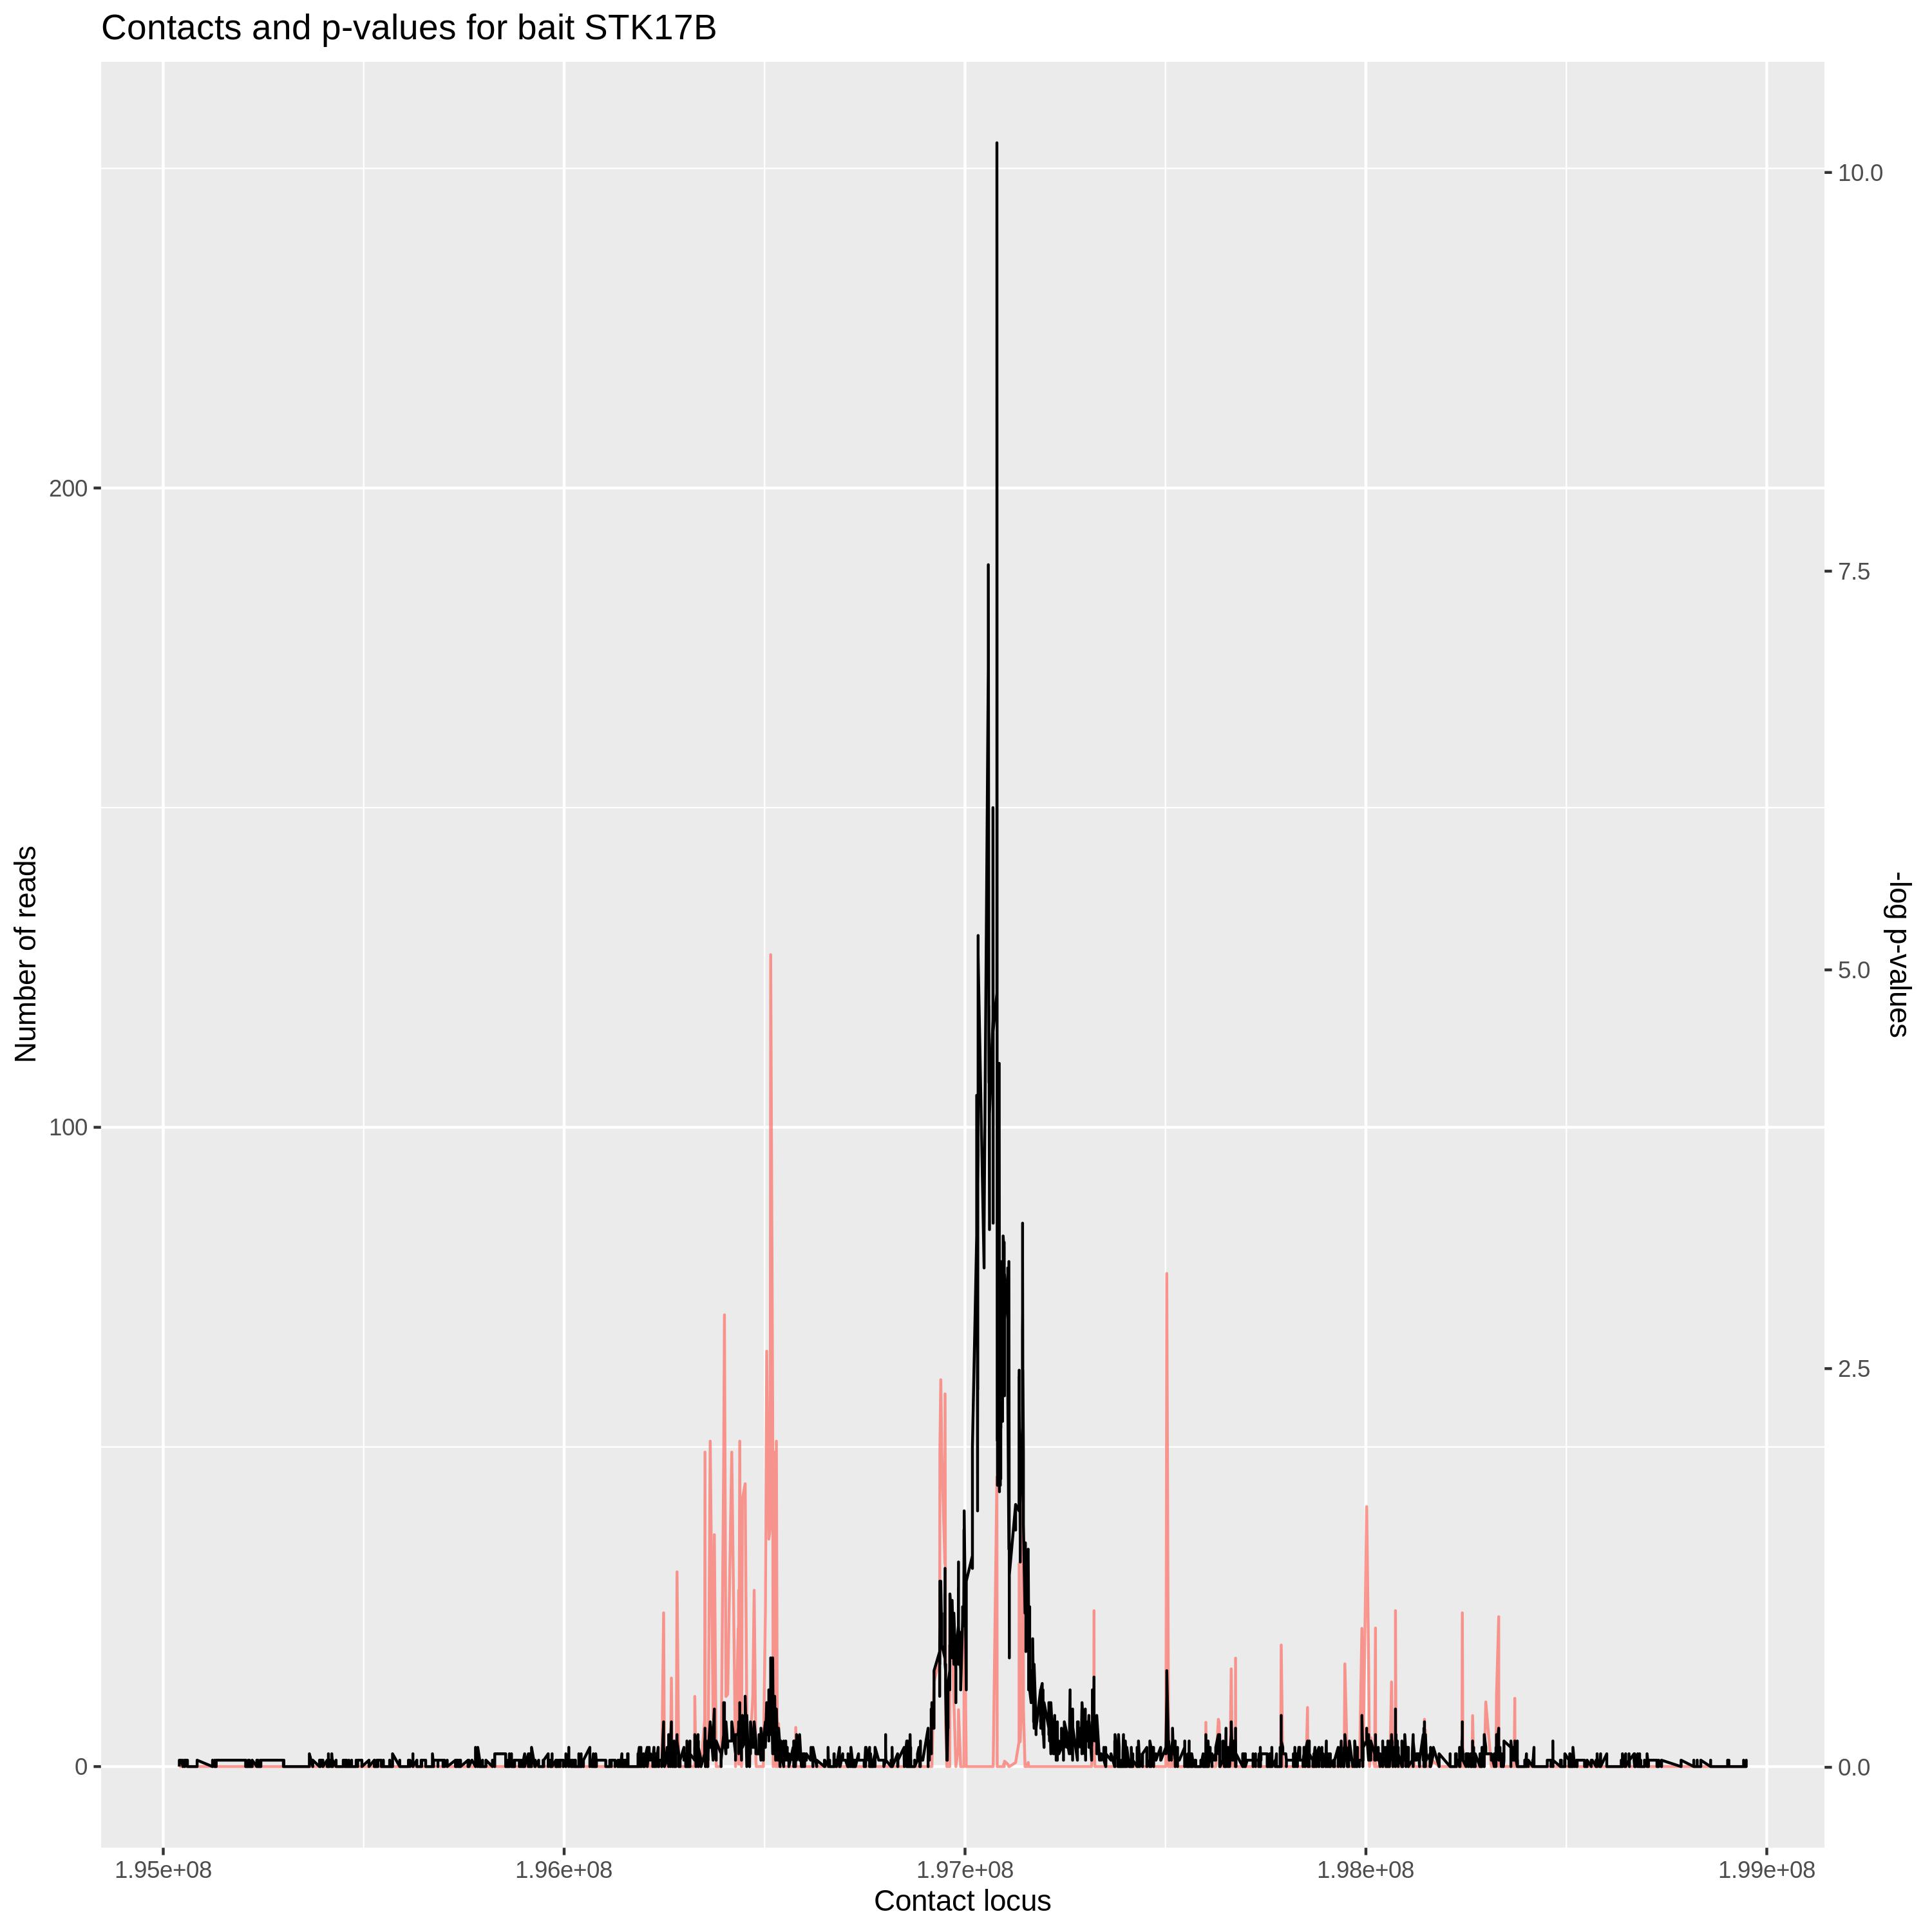 Contacts and p-values for bait STK17B
Number of reads
200
100
0
10.0
7.5
5.0
2.5
0.0
-log p-values
1.95e+08
1.96e+08
1.97e+08
1.98e+08
1.99e+08
Contact locus